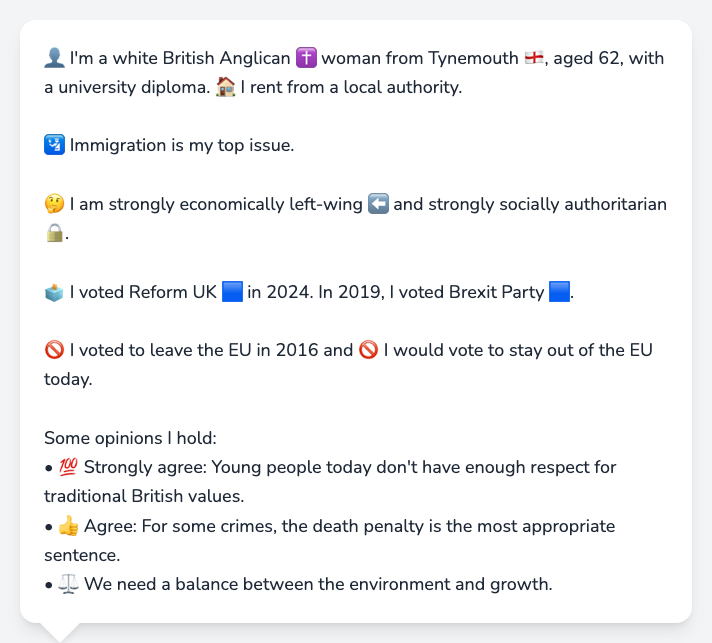 👤 I'm a white British Anglican ✝️ woman from Tynemouth 🏴󠁧󠁢󠁥󠁮󠁧󠁿, aged 62, with
a university diploma. 🏠 I rent from a local authority.
🛂 Immigration is my top issue.
🤔 I am strongly economically left-wing ⬅️ and strongly socially authoritarian
🔒.
🗳️ I voted Reform UK 🟦 in 2024. In 2019, I voted Brexit Party 🟦.
🚫 I voted to leave the EU in 2016 and 🚫 I would vote to stay out of the EU
today.
Some opinions I hold:
• 💯 Strongly agree: Young people today don't have enough respect for
traditional British values.
• 👍 Agree: For some crimes, the death penalty is the most appropriate
sentence.
• ⚖️ We need a balance between the environment and growth.